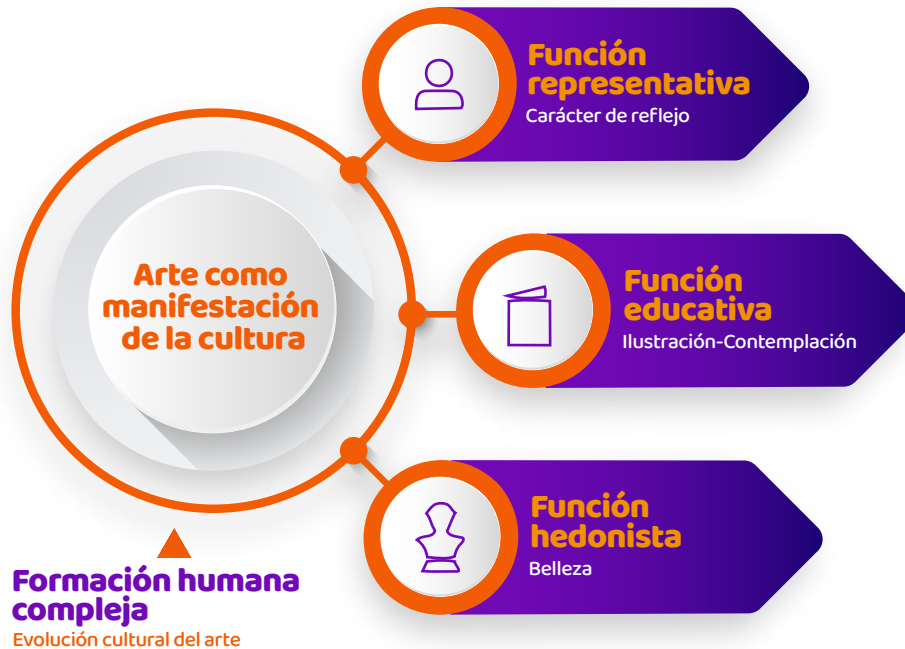 Función
representativa
Carácter de reflejo
Arte como
manifestación
de la cultura
Función
educativa
Ilustración-Contemplación
Función
hedonista
Belleza
Formación humana
compleja
Evolución cultural del arte